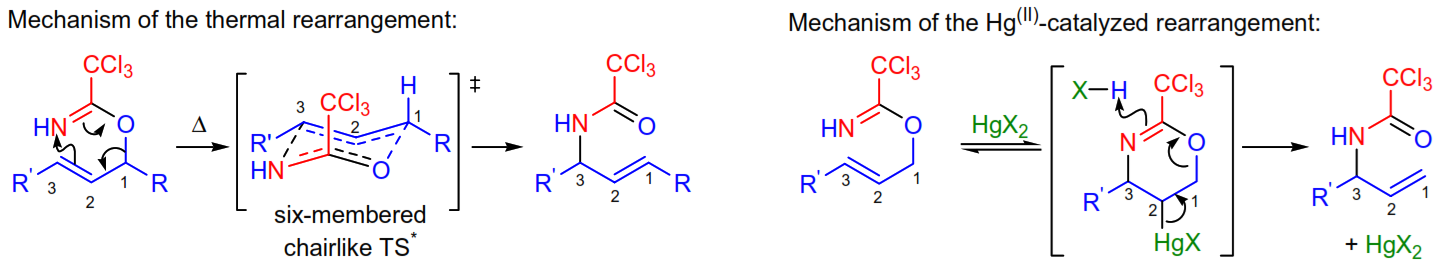 Mechanism of the thermal rearrangement:
CCl3
HN
O
R'
3
2
1
R
Δ
3
CCl3
H
2
1
R'
R
HN
O
‡
six-membered
chairlike TS*
CCl3
HN
O
R'
3
2
1
R
Mechanism of the Hg(II)-catalyzed rearrangement:
CCl3
HN
O
R'
3
2
1
HgX2
X–H
CCl3
N
O
R'
3
2
1
HgX
CCl3
HN
O
R'
3
2
1
+ HgX2